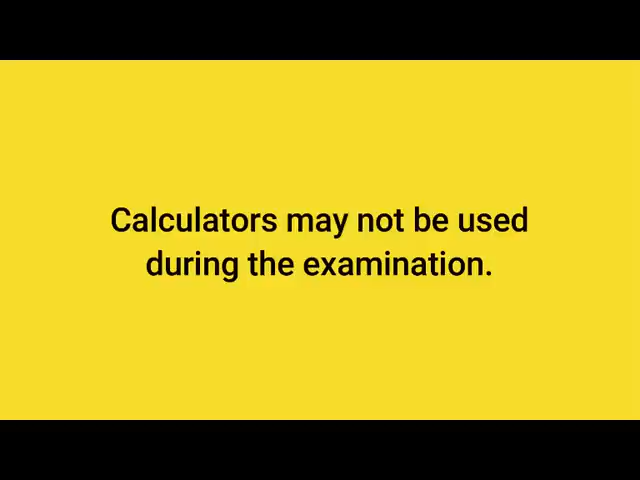 Calculators may not be used
during the examination.